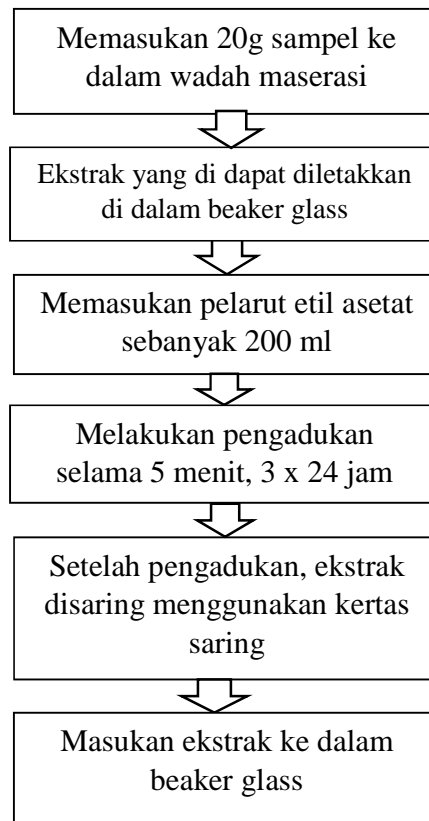 Memasukan 20g sampel ke
dalam wadah maserasi
Ekstrak yang di dapat diletakkan
di dalam beaker glass
Memasukan pelarut etil asetat
sebanyak 200 ml
Melakukan pengadukan
selama 5 menit, 3 x 24 jam
Setelah pengadukan, ekstrak
disaring menggunakan kertas
saring
Masukan ekstrak ke dalam
beaker glass